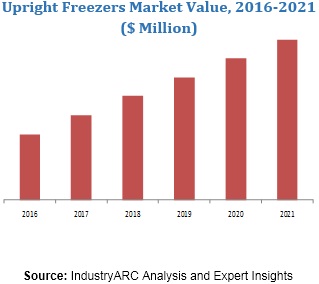 Upright Freezers Market Value, 2016-2021
($ Million)
2016 2017 2018 2019 2020 2021
Source: IndustryARC Analysis and Expert Insights